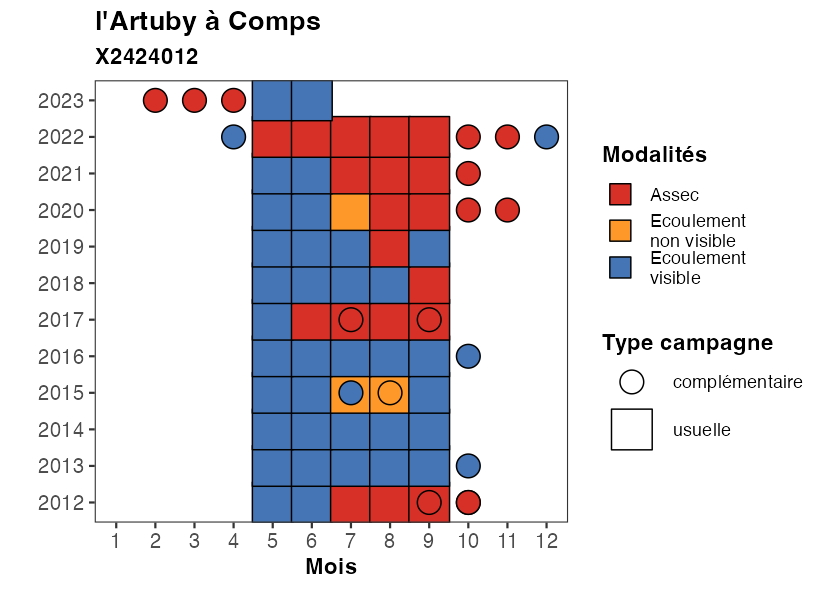 l'Artuby à Comps
X2424012
2023
2022
2021
2020
2019
2018
2017
2016
2015
2014
2013
2012
1 2 3 4 5 6 7 8 9 10 11 12
Mois
Modalités
Assec
Ecoulement
non visible
Ecoulement
visible
Type campagne
complémentaire
usuelle